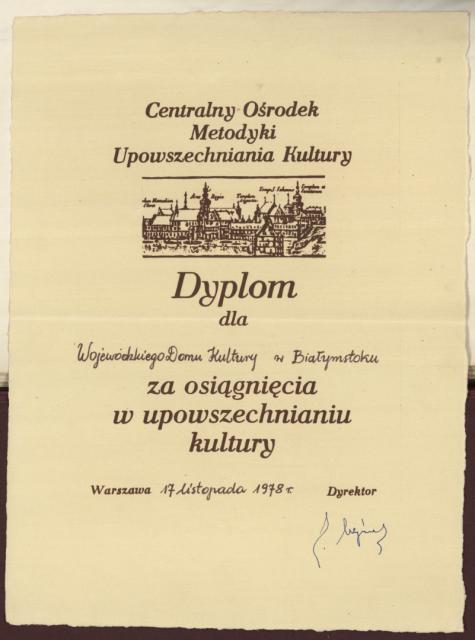 Centralny Ośrodek
Metodyki
Upowszechniania Kultury
Dyplom
dla
Wojewódzkiego Domu Kultury w Białymstoku
za osiągnięcia
w upowszechnianiu
kultury
Warszawa 17 listopada 1978 r. Dyrektor